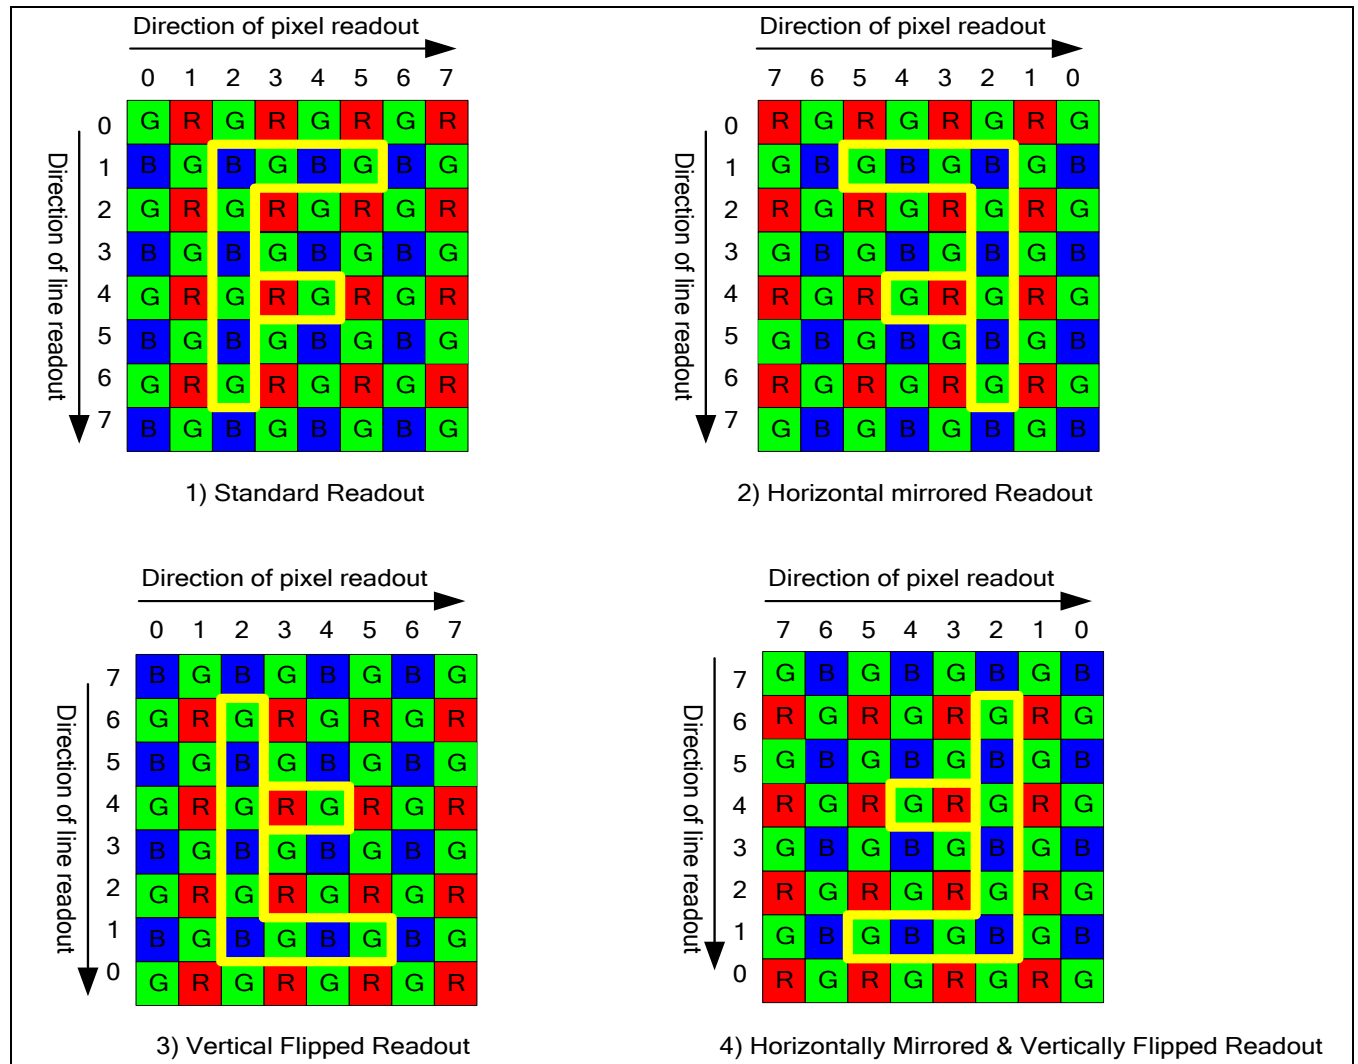 Direction of pixel readout
0 1 2 3 4 5 6 7
Direction of line readout
0 G R G R G R G R
1 B G B G B G B G
2 G R G R G R G R
3 B G B G B G B G
4 G R G R G R G R
5 B G B G B G B G
6 G R G R G R G R
7 B G B G B G B G
1) Standard Readout
Direction of pixel readout
7 6 5 4 3 2 1 0
Direction of line readout
0 R G R G R G R G
1 G B G B G B G B
2 R G R G R G R G
3 G B G B G B G B
4 R G R G R G R G
5 G B G B G B G B
6 R G R G R G R G
7 G B G B G B G B
2) Horizontal mirrored Readout
Direction of pixel readout
0 1 2 3 4 5 6 7
Direction of line readout
7 B G B G B G B G
6 G R G R G R G R
5 B G B G B G B G
4 G R G R G R G R
3 B G B G B G B G
2 G R G R G R G R
1 B G B G B G B G
0 G R G R G R G R
3) Vertical Flipped Readout
Direction of pixel readout
7 6 5 4 3 2 1 0
Direction of line readout
7 G B G B G B G B
6 R G R G R G R G
5 G B G B G B G B
4 R G R G R G R G
3 G B G B G B G B
2 R G R G R G R G
1 G B G B G B G B
0 R G R G R G R G
4) Horizontally Mirrored & Vertically Flipped Readout